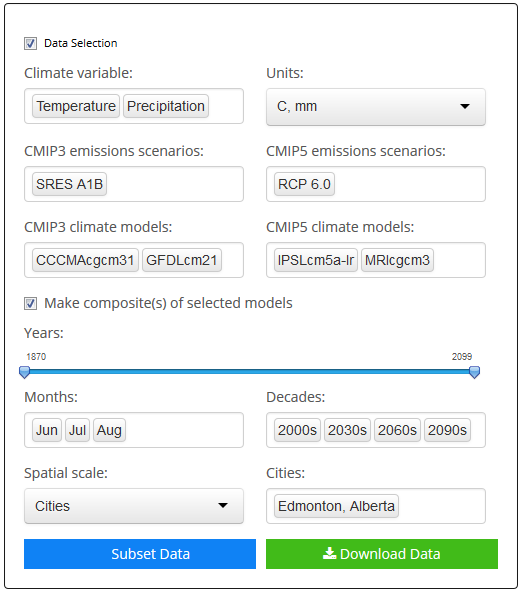 Data Selection
Climate variable:
Units:
Temperature Precipitation
C, mm
CMIP3 emissions scenarios:
CMIP5 emissions scenarios:
SRES A1B
RCP 6.0
CMIP3 climate models:
CMIP5 climate models:
CCCMAcgcm31 GFDLcm21
IPSLcm5a-lr MRIcgcm3
Make composite(s) of selected models
Years:
1870
2099
Months:
Decades:
Jun Jul Aug
2000s 2030s 2060s 2090s
Spatial scale:
Cities:
Cities
Edmonton, Alberta
Subset Data
Download Data